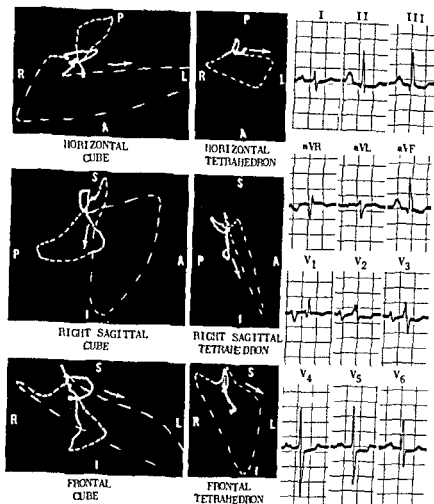 P
P
I II III
R L R L
A A
HORIZONTAL CUBE
HORIZONTAL TETRAHEDRON
aVR aVL aVF
S S
P A P A
I I
V1 V2 V3
RIGHT SAGITTAL CUBE
RIGHT SAGITTAL TETRAHEDRON
S S
V4 V5 V6
R L R L
I I
FRONTAL CUBE
FRONTAL TETRAHEDRON